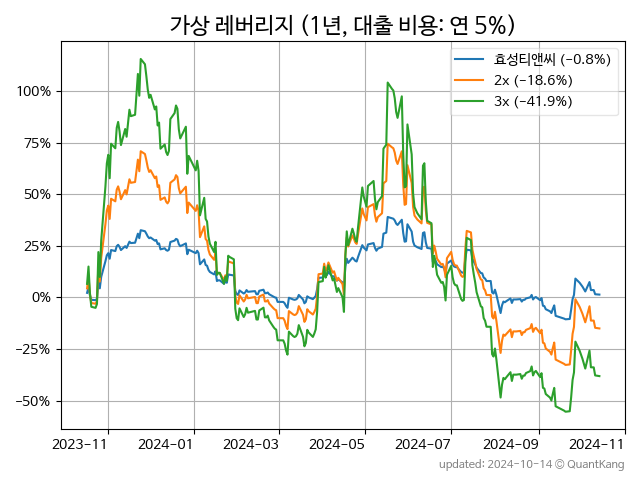 가상 레버리지 (1년, 대출 비용: 연 5%)
효성티앤씨 (−0.8%)
2x (−18.6%)
3x (−41.9%)
100%
75%
50%
25%
0%
−25%
−50%
2023-11 2024-01 2024-03 2024-05 2024-07 2024-09 2024-11
updated: 2024-10-14 © QuantKang